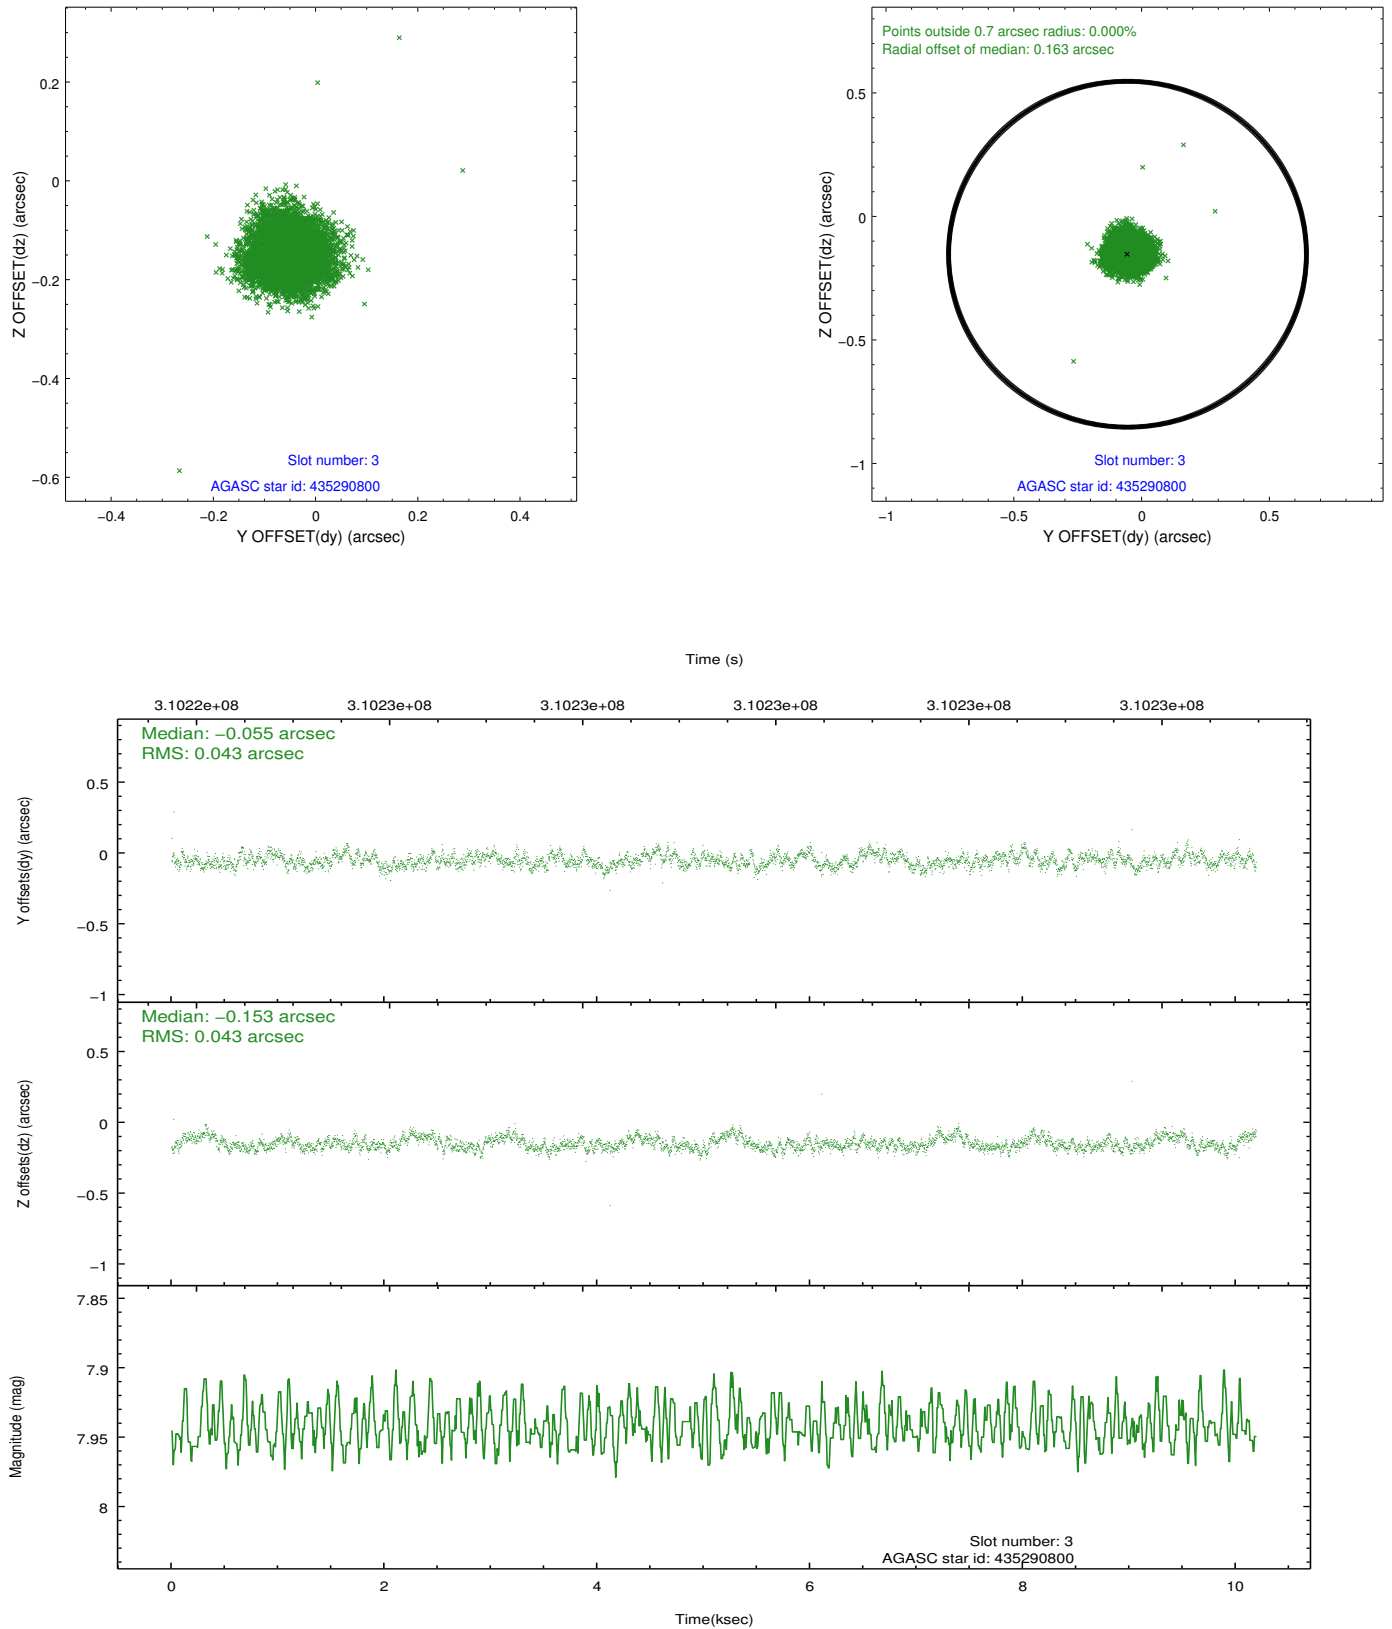 0.2
0
−0.2
−0.4
−0.6
Z OFFSET(dz) (arcsec)
Slot number: 3
AGASC star id: 435290800
−0.4
−0.2
0
0.2
0.4
Y OFFSET(dy) (arcsec)
Points outside 0.7 arcsec radius: 0.000%
Radial offset of median: 0.163 arcsec
0.5
0
−0.5
−1
Z OFFSET(dz) (arcsec)
Slot number: 3
AGASC star id: 435290800
−1
−0.5
0
0.5
Y OFFSET(dy) (arcsec)
Time (s)
3.1022e+08
3.1023e+08
3.1023e+08
3.1023e+08
3.1023e+08
3.1023e+08
Median: −0.055 arcsec
RMS: 0.043 arcsec
0.5
0
−0.5
−1
Y offsets(dy) (arcsec)
Median: −0.153 arcsec
RMS: 0.043 arcsec
0.5
0
−0.5
−1
Z offsets(dz) (arcsec)
7.85
7.9
7.95
8
Magnitude (mag)
Slot number: 3
AGASC star id: 435290800
0
2
4
6
8
10
Time(ksec)